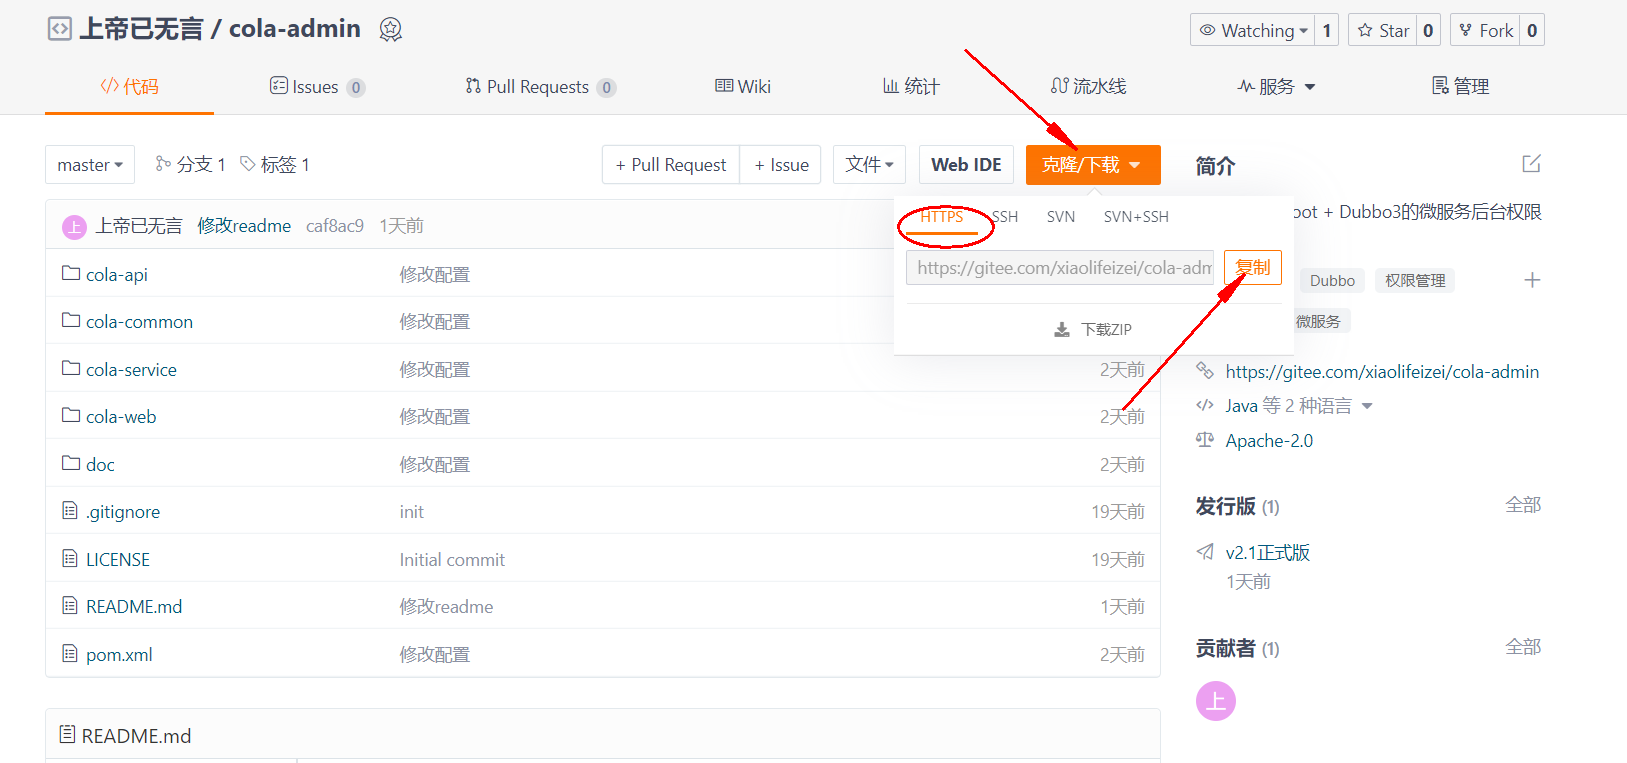 上帝已无言 / cola-admin
Watching 1 Star 0 Fork 0
代码 Issues 0 Pull Requests 0 Wiki 统计 流水线 服务 管理
master 分支 1 标签 1 + Pull Request + Issue 文件 Web IDE 克隆/下载
上 上帝已无言 修改readme caf8ac9 1天前
HTTPS SSH SVN SVN+SSH
https://gitee.com/xiaolifeizei/cola-adm 复制
下载ZIP
cola-api 修改配置
cola-common 修改配置
cola-service 修改配置 2天前
cola-web 修改配置 2天前
doc 修改配置 2天前
.gitignore init 19天前
LICENSE Initial commit 19天前
README.md 修改readme 1天前
pom.xml 修改配置 2天前
README.md
简介
oot + Dubbo3的微服务后台权限
Dubbo 权限管理
微服务
https://gitee.com/xiaolifeizei/cola-admin
Java 等 2 种语言
Apache-2.0
发行版 (1) 全部
v2.1正式版
1天前
贡献者 (1) 全部
上